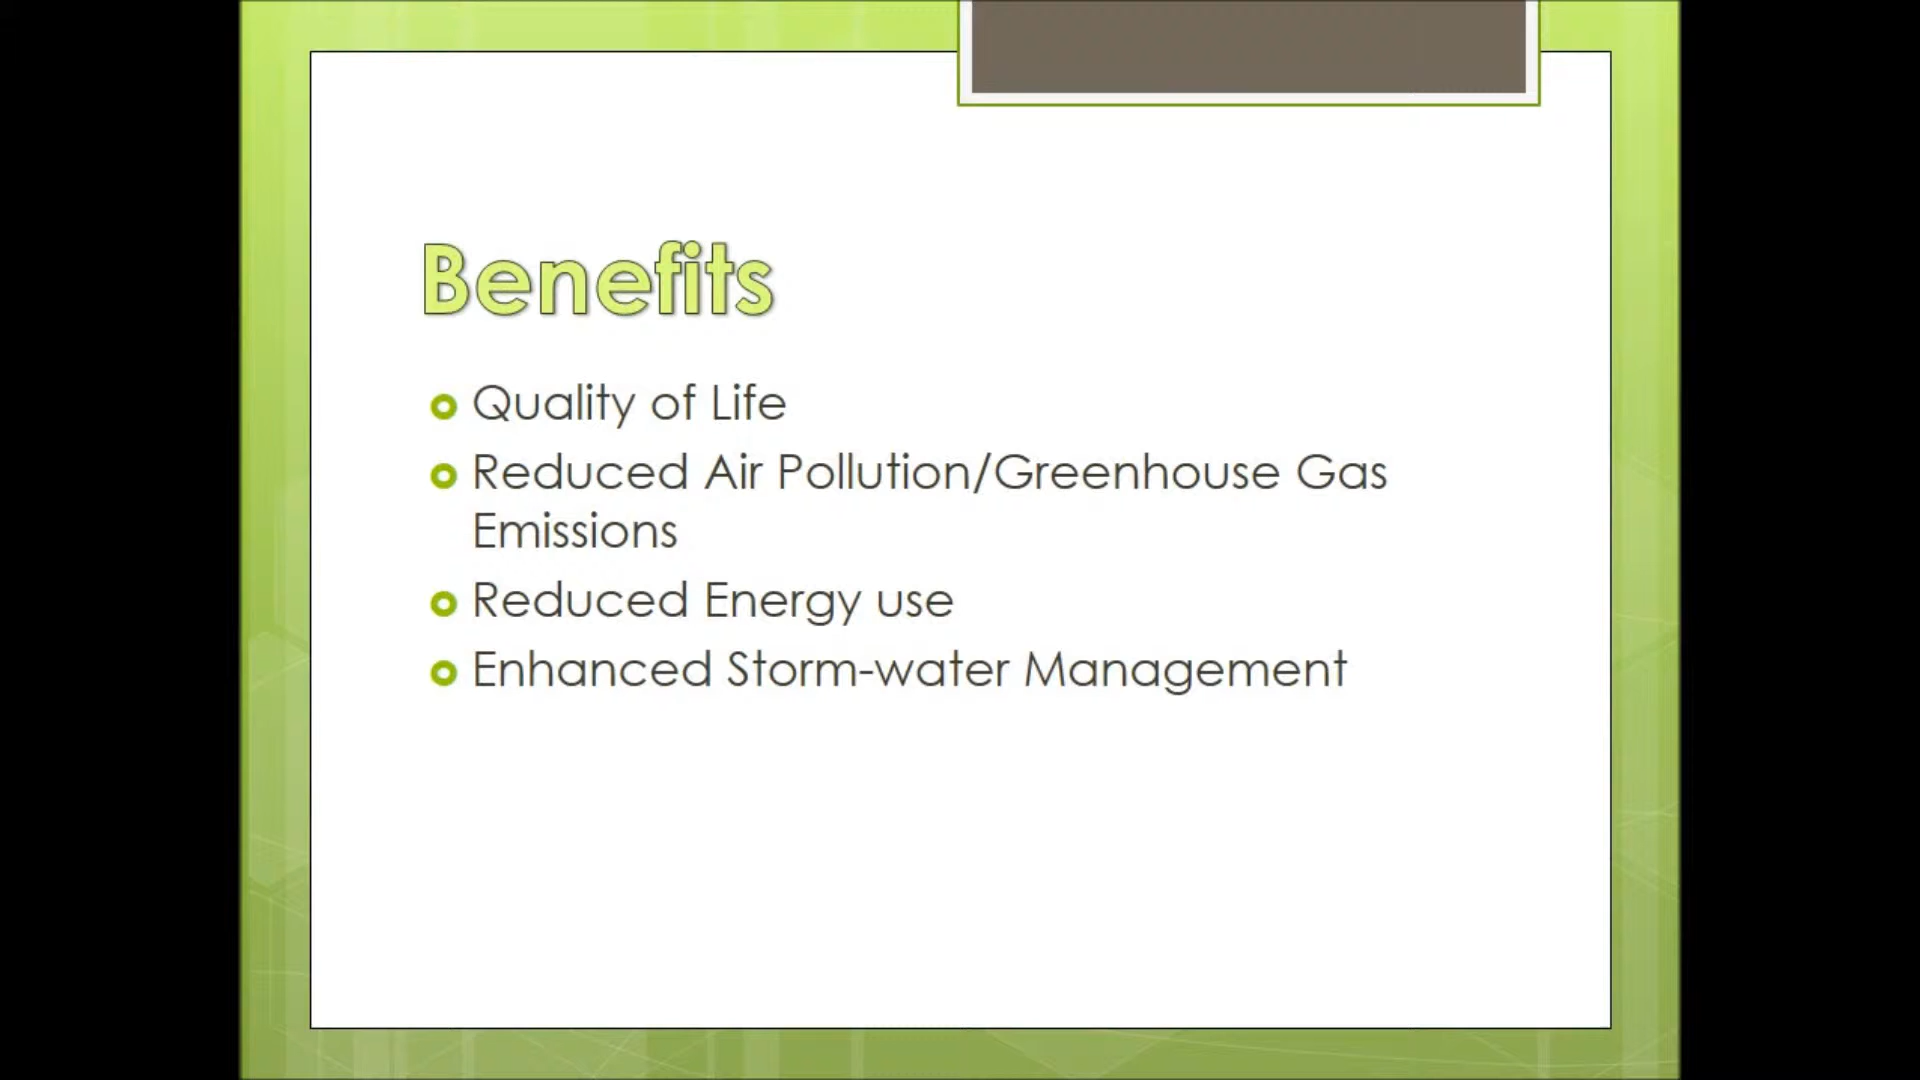 Benefits
Quality of Life
Reduced Air Pollution/Greenhouse Gas
Emissions
Reduced Energy use
Enhanced Storm-water Management